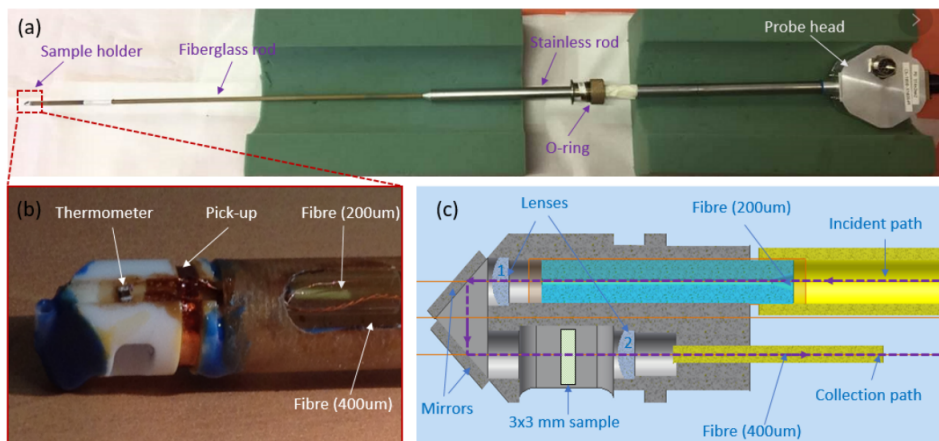 (a)
Sample holder
Fiberglass rod
Stainless rod
Probe head
O-ring
(b)
Thermometer
Pick-up
Fibre (200um)
Fibre (400um)
(c)
Lenses
Fibre (200um)
Incident path
1
2
Mirrors
3x3 mm sample
Fibre (400um)
Collection path